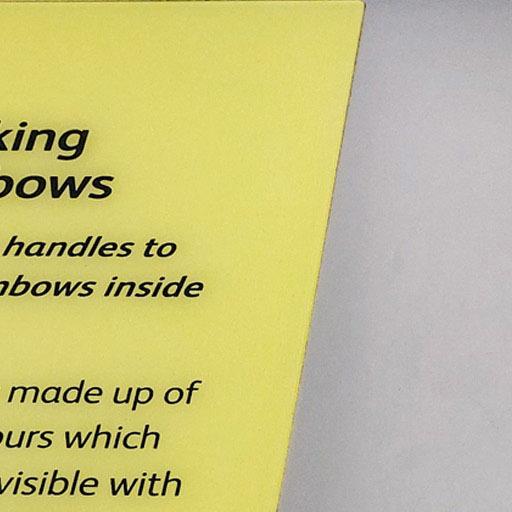 king
bows
handles to
nbows inside
made up of
ours which
visible with